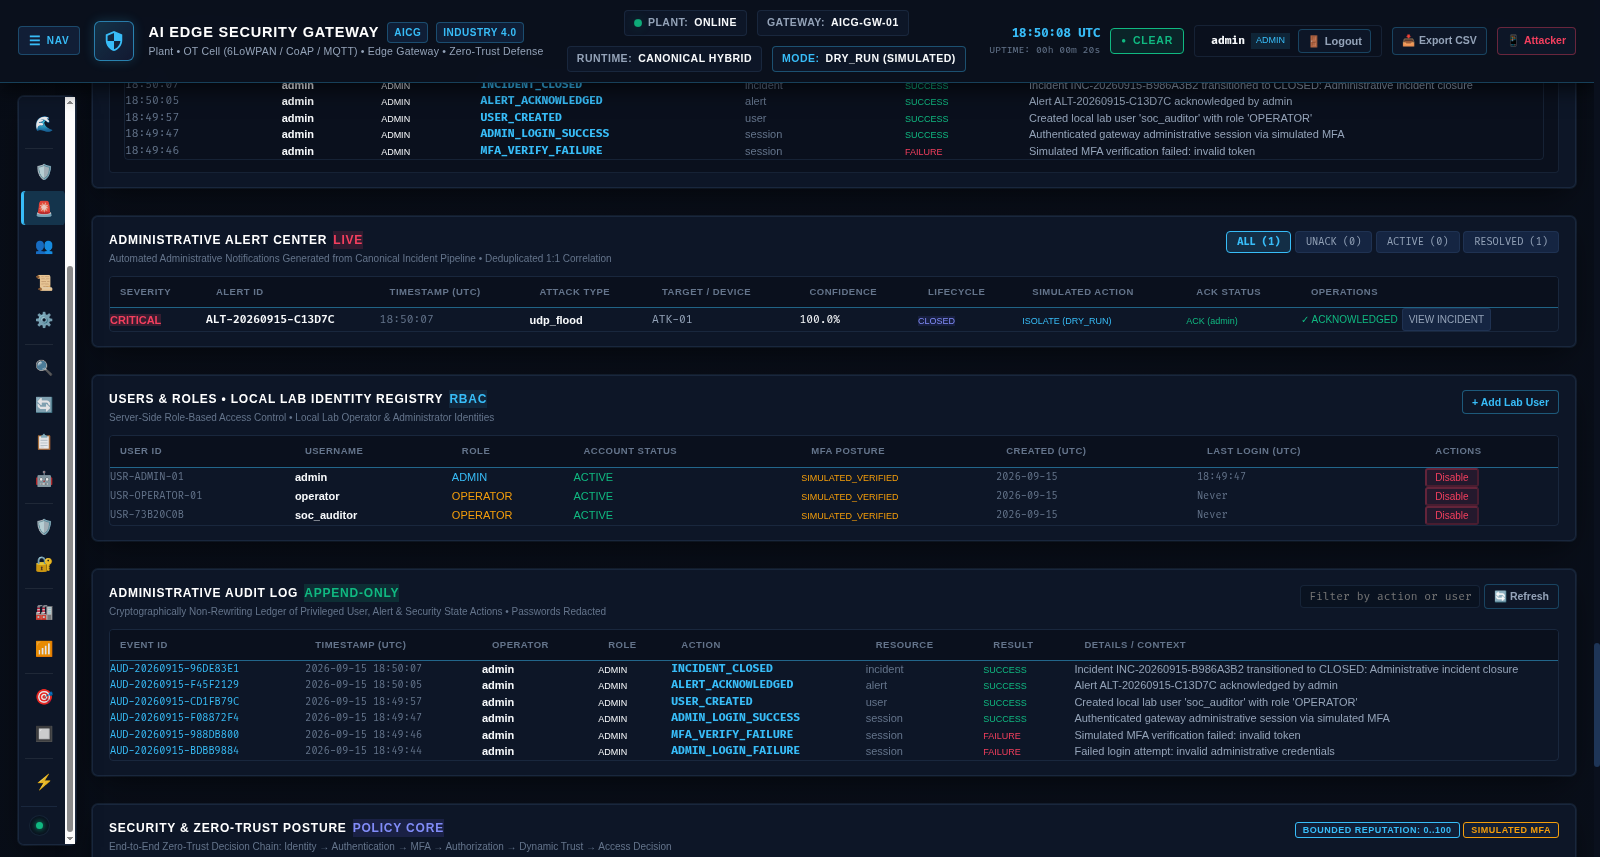 ☰ NAV
AI EDGE SECURITY GATEWAY AICG INDUSTRY 4.0
Plant • OT Cell (6LoWPAN / CoAP / MQTT) • Edge Gateway • Zero-Trust Defense
PLANT: ONLINE GATEWAY: AICG-GW-01
RUNTIME: CANONICAL HYBRID MODE: DRY_RUN (SIMULATED)
18:50:08 UTC
UPTIME: 00h 00m 20s
• CLEAR
admin ADMIN Logout
Export CSV
Attacker
18:50:07 admin ADMIN INCIDENT_CLOSED incident SUCCESS Incident INC-20260915-B986A3B2 transitioned to CLOSED: Administrative incident closure
18:50:05 admin ADMIN ALERT_ACKNOWLEDGED alert SUCCESS Alert ALT-20260915-C13D7C acknowledged by admin
18:49:57 admin ADMIN USER_CREATED user SUCCESS Created local lab user 'soc_auditor' with role 'OPERATOR'
18:49:47 admin ADMIN ADMIN_LOGIN_SUCCESS session SUCCESS Authenticated gateway administrative session via simulated MFA
18:49:46 admin ADMIN MFA_VERIFY_FAILURE session FAILURE Simulated MFA verification failed: invalid token
ADMINISTRATIVE ALERT CENTER LIVE
ALL (1) UNACK (0) ACTIVE (0) RESOLVED (1)
Automated Administrative Notifications Generated from Canonical Incident Pipeline • Deduplicated 1:1 Correlation
SEVERITY ALERT ID TIMESTAMP (UTC) ATTACK TYPE TARGET / DEVICE CONFIDENCE LIFECYCLE SIMULATED ACTION ACK STATUS OPERATIONS
CRITICAL ALT-20260915-C13D7C 18:50:07 udp_flood ATK-01 100.0% CLOSED ISOLATE (DRY_RUN) ACK (admin) ✓ ACKNOWLEDGED VIEW INCIDENT
USERS & ROLES • LOCAL LAB IDENTITY REGISTRY RBAC
+ Add Lab User
Server-Side Role-Based Access Control • Local Lab Operator & Administrator Identities
USER ID USERNAME ROLE ACCOUNT STATUS MFA POSTURE CREATED (UTC) LAST LOGIN (UTC) ACTIONS
USR-ADMIN-01 admin ADMIN ACTIVE SIMULATED_VERIFIED 2026-09-15 18:49:47 Disable
USR-OPERATOR-01 operator OPERATOR ACTIVE SIMULATED_VERIFIED 2026-09-15 Never Disable
USR-73B20C0B soc_auditor OPERATOR ACTIVE SIMULATED_VERIFIED 2026-09-15 Never Disable
ADMINISTRATIVE AUDIT LOG APPEND-ONLY
Filter by action or user Refresh
Cryptographically Non-Rewriting Ledger of Privileged User, Alert & Security State Actions • Passwords Redacted
EVENT ID TIMESTAMP (UTC) OPERATOR ROLE ACTION RESOURCE RESULT DETAILS / CONTEXT
AUD-20260915-96DE83E1 2026-09-15 18:50:07 admin ADMIN INCIDENT_CLOSED incident SUCCESS Incident INC-20260915-B986A3B2 transitioned to CLOSED: Administrative incident closure
AUD-20260915-F45F2129 2026-09-15 18:50:05 admin ADMIN ALERT_ACKNOWLEDGED alert SUCCESS Alert ALT-20260915-C13D7C acknowledged by admin
AUD-20260915-CD1FB79C 2026-09-15 18:49:57 admin ADMIN USER_CREATED user SUCCESS Created local lab user 'soc_auditor' with role 'OPERATOR'
AUD-20260915-F08872F4 2026-09-15 18:49:47 admin ADMIN ADMIN_LOGIN_SUCCESS session SUCCESS Authenticated gateway administrative session via simulated MFA
AUD-20260915-988DB800 2026-09-15 18:49:46 admin ADMIN MFA_VERIFY_FAILURE session FAILURE Simulated MFA verification failed: invalid token
AUD-20260915-BDBB9884 2026-09-15 18:49:44 admin ADMIN ADMIN_LOGIN_FAILURE session FAILURE Failed login attempt: invalid administrative credentials
SECURITY & ZERO-TRUST POSTURE POLICY CORE
BOUNDED REPUTATION: 0..100 SIMULATED MFA
End-to-End Zero-Trust Decision Chain: Identity → Authentication → MFA → Authorization → Dynamic Trust → Access Decision